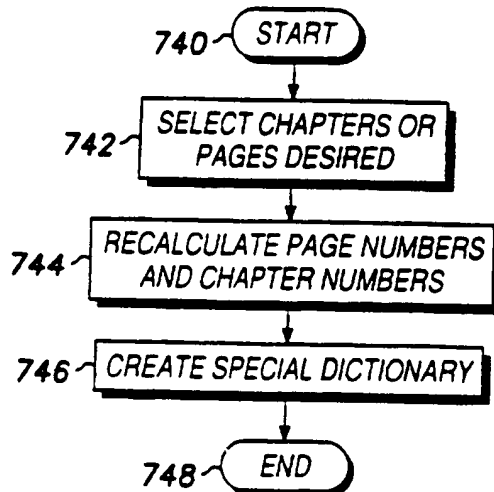 740 START
742 SELECT CHAPTERS OR
PAGES DESIRED
744 RECALCULATE PAGE NUMBERS
AND CHAPTER NUMBERS
746 CREATE SPECIAL DICTIONARY
748 END